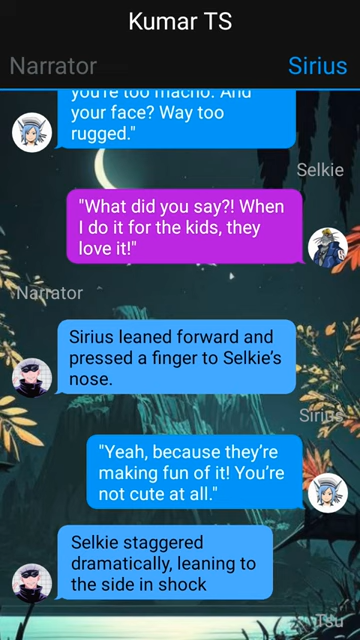 Kumar TS
Narrator
Sirius
you're too macho. And
your face? Way too
rugged."
Selkie
"What did you say?! When
I do it for the kids, they
love it!"
Narrator
Sirius leaned forward and
pressed a finger to Selkie's
nose.
Sirius
"Yeah, because they're
making fun of it! You're
not cute at all."
Selkie staggered
dramatically, leaning to
the side in shock
Tsu